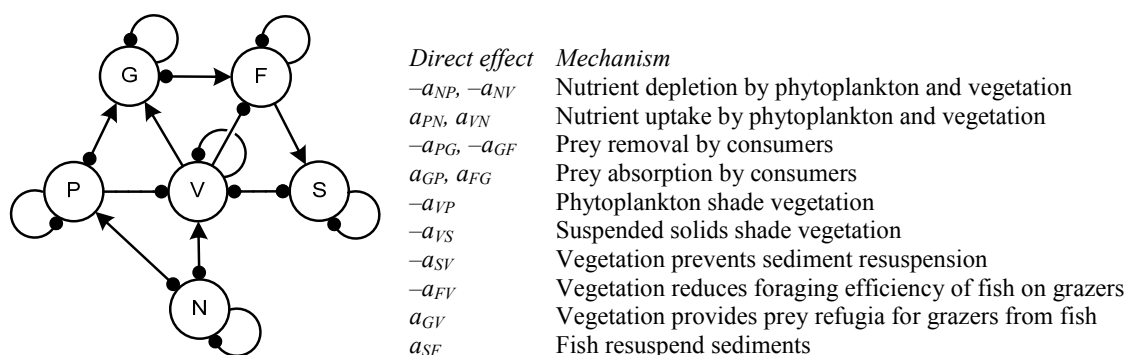 G F
Direct effect Mechanism
–aNP, –aNV Nutrient depletion by phytoplankton and vegetation
aPN, aVN Nutrient uptake by phytoplankton and vegetation
–aPG, –aGF Prey removal by consumers
P V S
aGP, aFG Prey absorption by consumers
–aVP Phytoplankton shade vegetation
–aVS Suspended solids shade vegetation
–aSV Vegetation prevents sediment resuspension
–aFV Vegetation reduces foraging efficiency of fish on grazers
N
aGV Vegetation provides prey refugia for grazers from fish
aSF Fish resuspend sediments